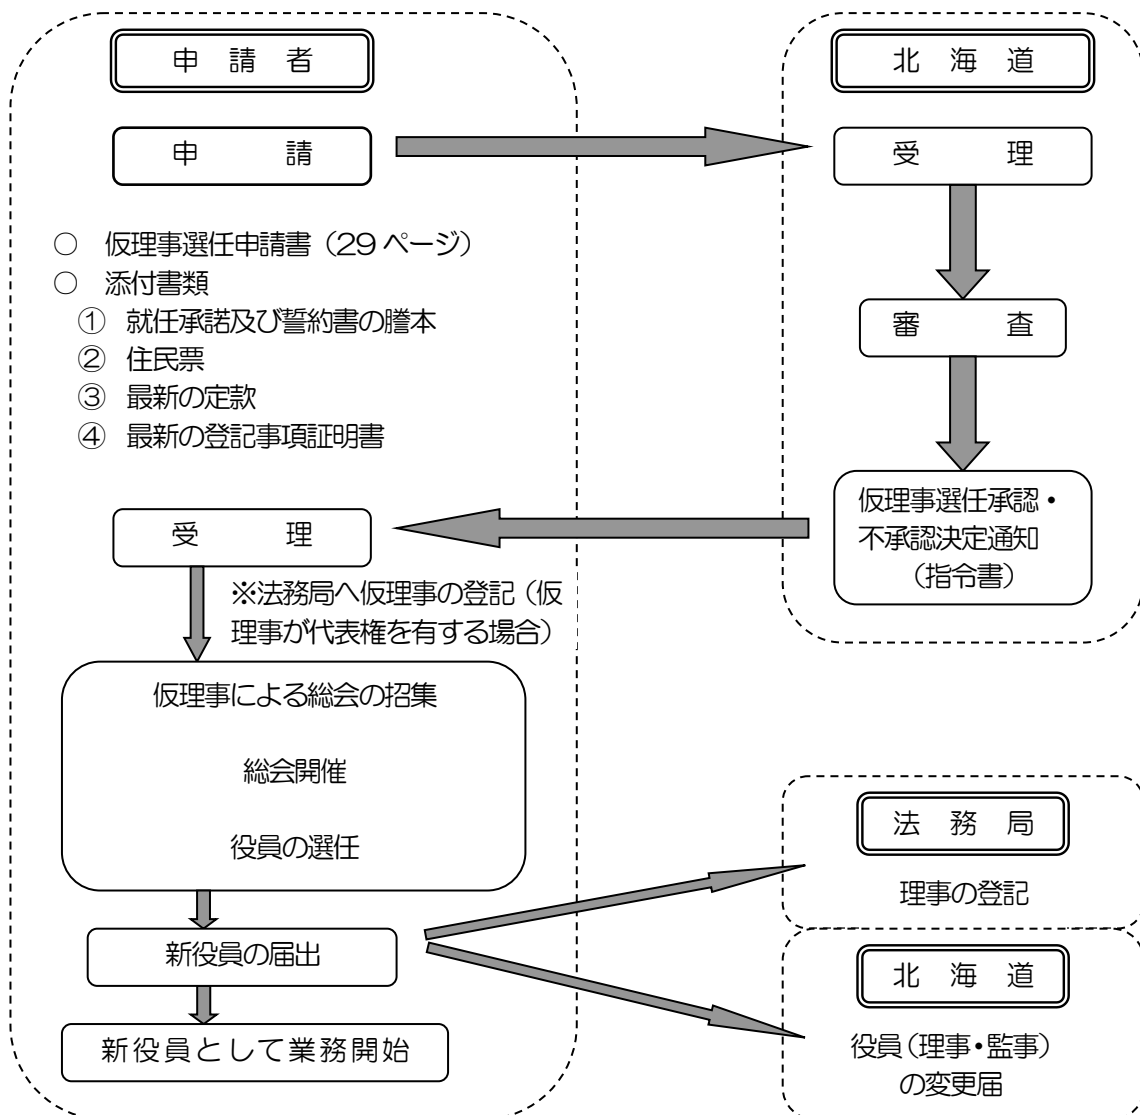 申　請　者
申　　　請
○　仮理事選任申請書（29 ページ）
○　添付書類
①　就任承諾及び誓約書の謄本
②　住民票
③　最新の定款
④　最新の登記事項証明書
北　海　道
受　　　理
審　　　査
仮理事選任承認・
不承認決定通知
（指令書）
受　　　理
※法務局へ仮理事の登記（仮
理事が代表権を有する場合）
仮理事による総会の招集
総会開催
役員の選任
新役員の届出
新役員として業務開始
法　務　局
理事の登記
北　海　道
役員（理事・監事）
の変更届